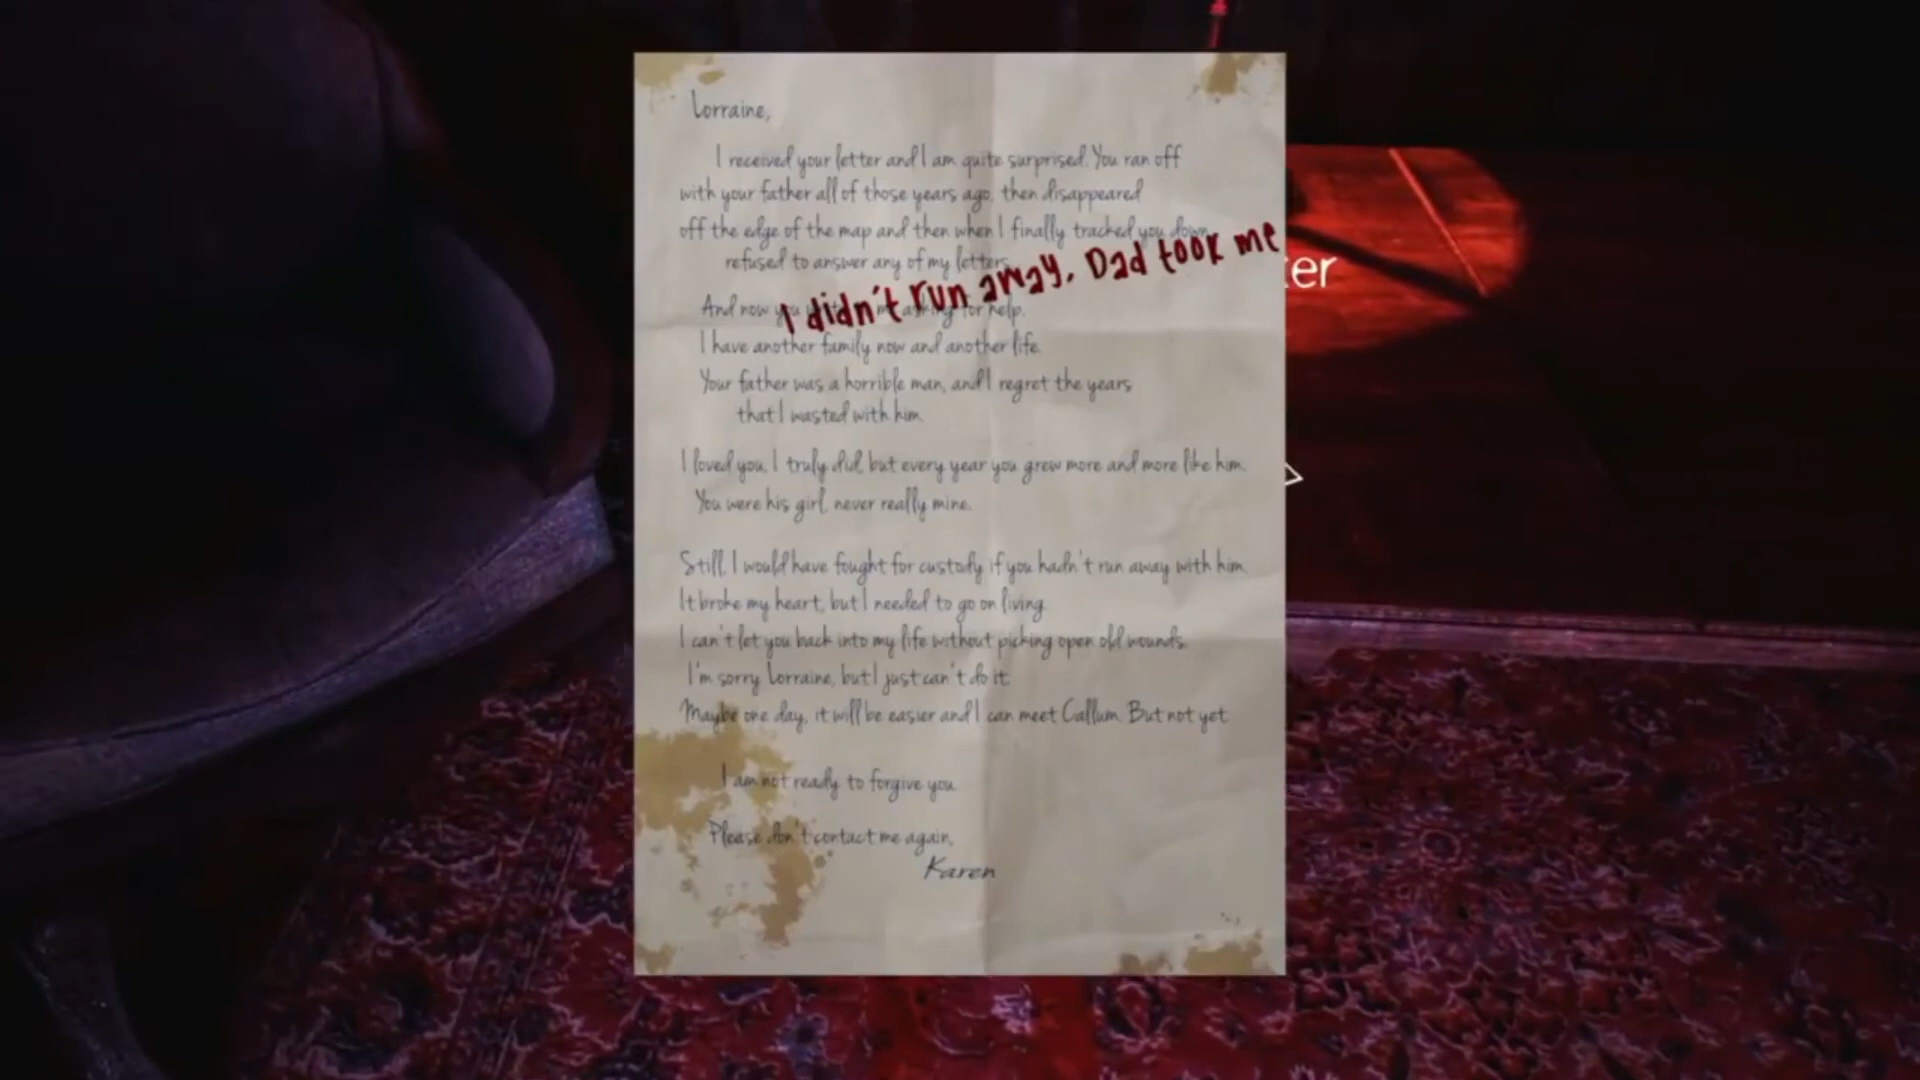 Lorraine,
I received your letter and I am quite surprised. You ran off
with your father all of those years ago, then disappeared
off the edge of the map and then when I finally tracked you down
refused to answer any of my letters
I didn't run away. Dad took me
And now you asking for help.
I have another family now and another life.
Your father was a horrible man, and I regret the years
that I wasted with him.
I loved you, I truly did, but every year you grew more and more like him.
You were his girl, never really mine.
Still, I would have fought for custody if you hadn't run away with him.
It broke my heart, but I needed to go on living.
I can't let you back into my life without picking open old wounds.
I'm sorry Lorraine, but I just can't do it.
Maybe one day, it will be easier and I can meet Callum. But not yet.
I am not ready to forgive you.
Please don't contact me again,
Karen